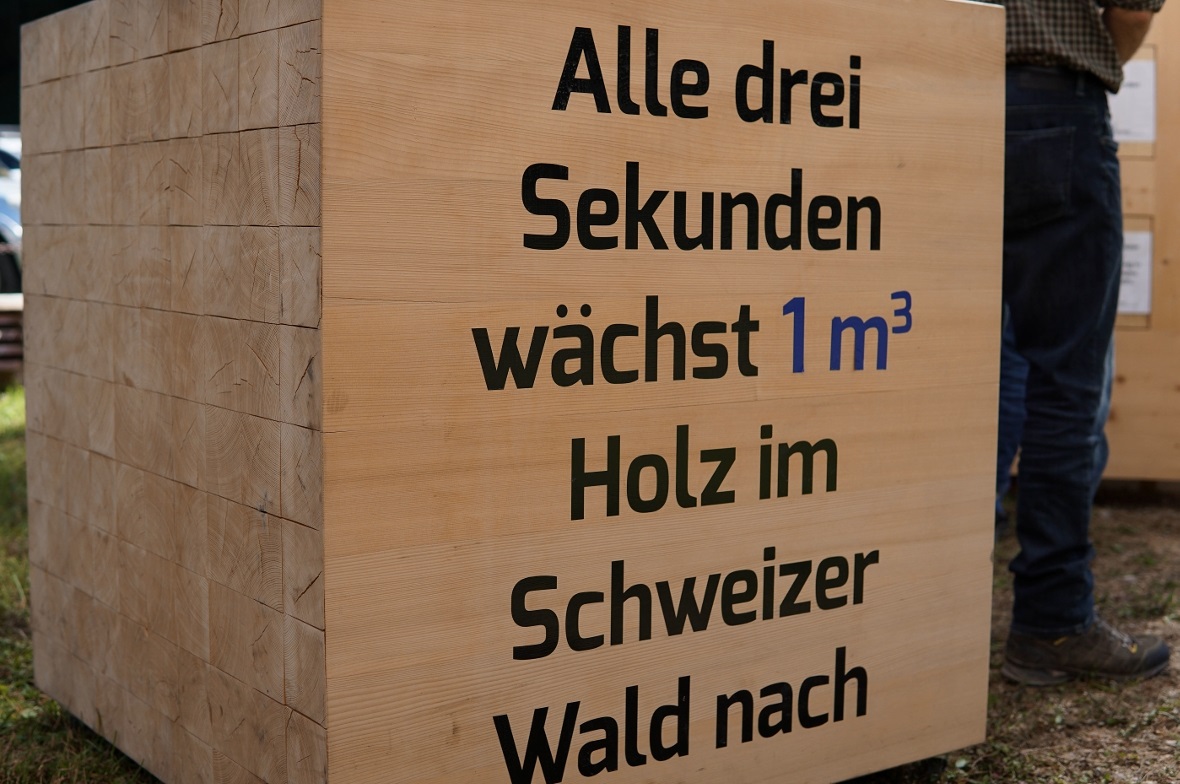 Alle drei
Sekunden
wächst 1 m³
Holz im
Schweizer
Wald nach